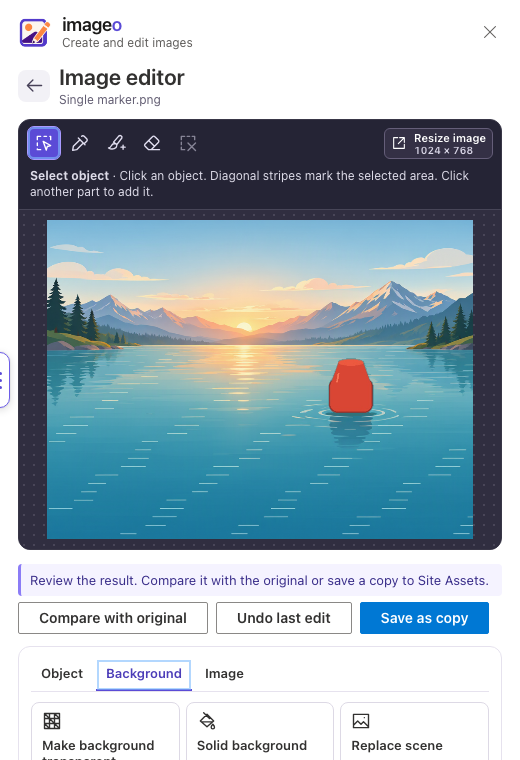 imageo
Create and edit images
Image editor
Single marker.png
Resize image
1024 × 768
Select object · Click an object. Diagonal stripes mark the selected area. Click
another part to add it.
Review the result. Compare it with the original or save a copy to Site Assets.
Compare with original
Undo last edit
Save as copy
Object
Background
Image
Make background
transparent
Solid background
Replace scene